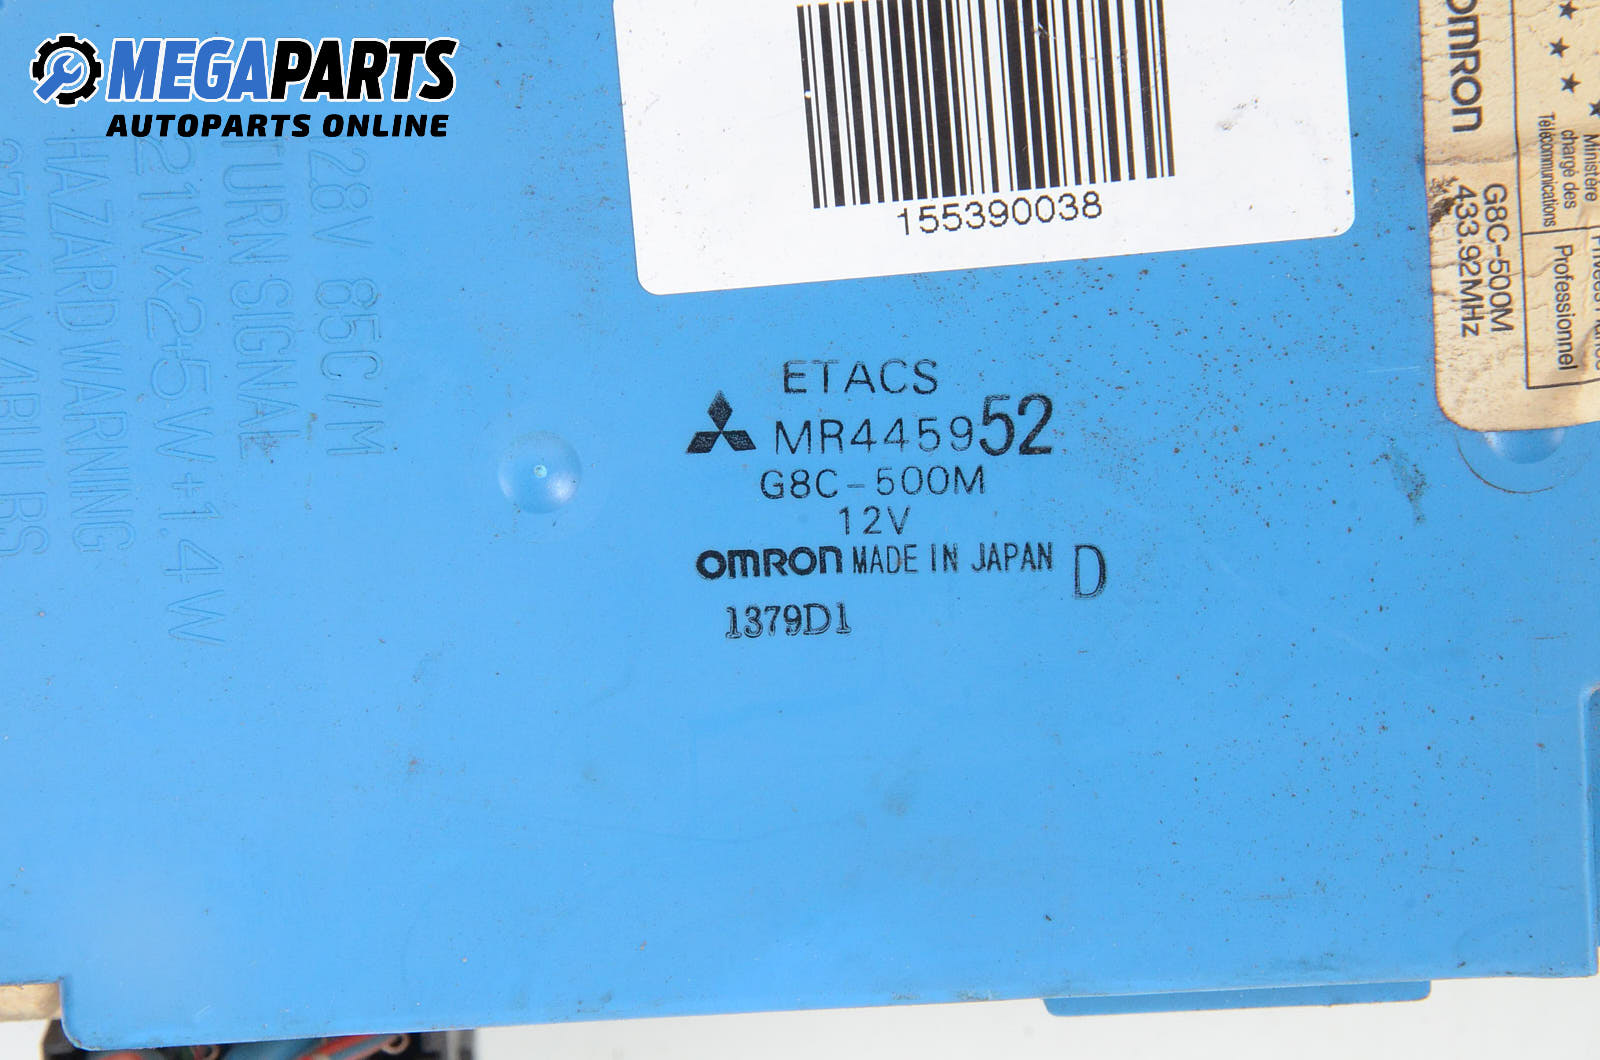 MEGAPARTS
AUTOPARTS ONLINE
155390038
ETACS
MR445952
G8C-500M
12V
OMRON MADE IN JAPAN D
1379D1
28V 85C/M
TURN SIGNAL
21W×2+5W+1.4W
HAZARD WARNING
OMRON
G8C-500M
433.92MHz
★ ★ ★ ★
Ministère
chargé des
Télécommunications
Professionnel